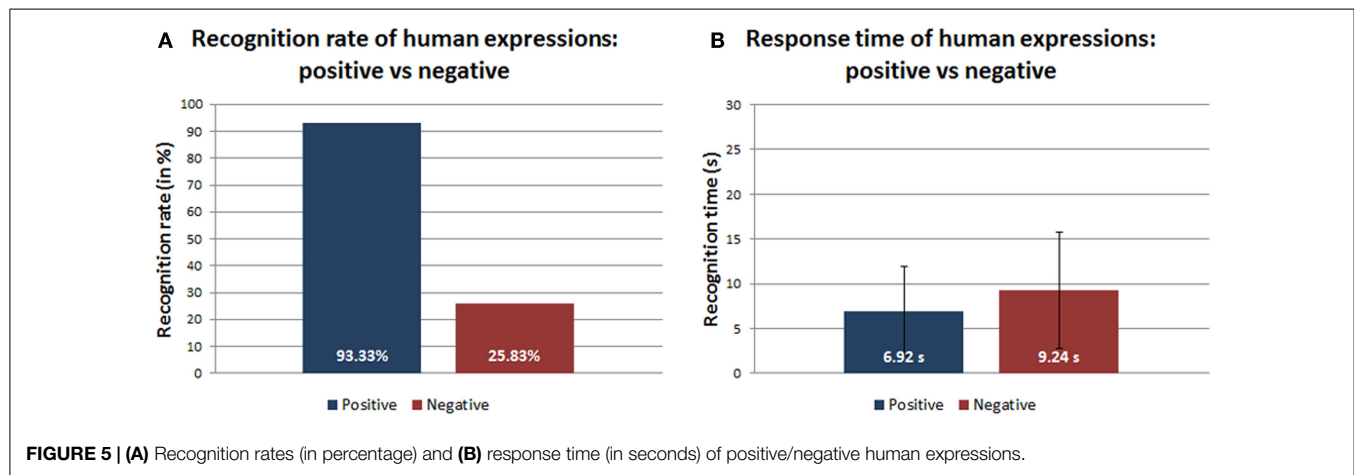 A Recognition rate of human expressions:
positive vs negative
Recognition rate (in %)
100
90
80
70
60
50
40
30
20
10
0
93.33%
25.83%
Positive Negative
B Response time of human expressions:
positive vs negative
Recognition time (s)
30
25
20
15
10
5
0
6.92 s
9.24 s
Positive Negative
FIGURE 5 | (A) Recognition rates (in percentage) and (B) response time (in seconds) of positive/negative human expressions.